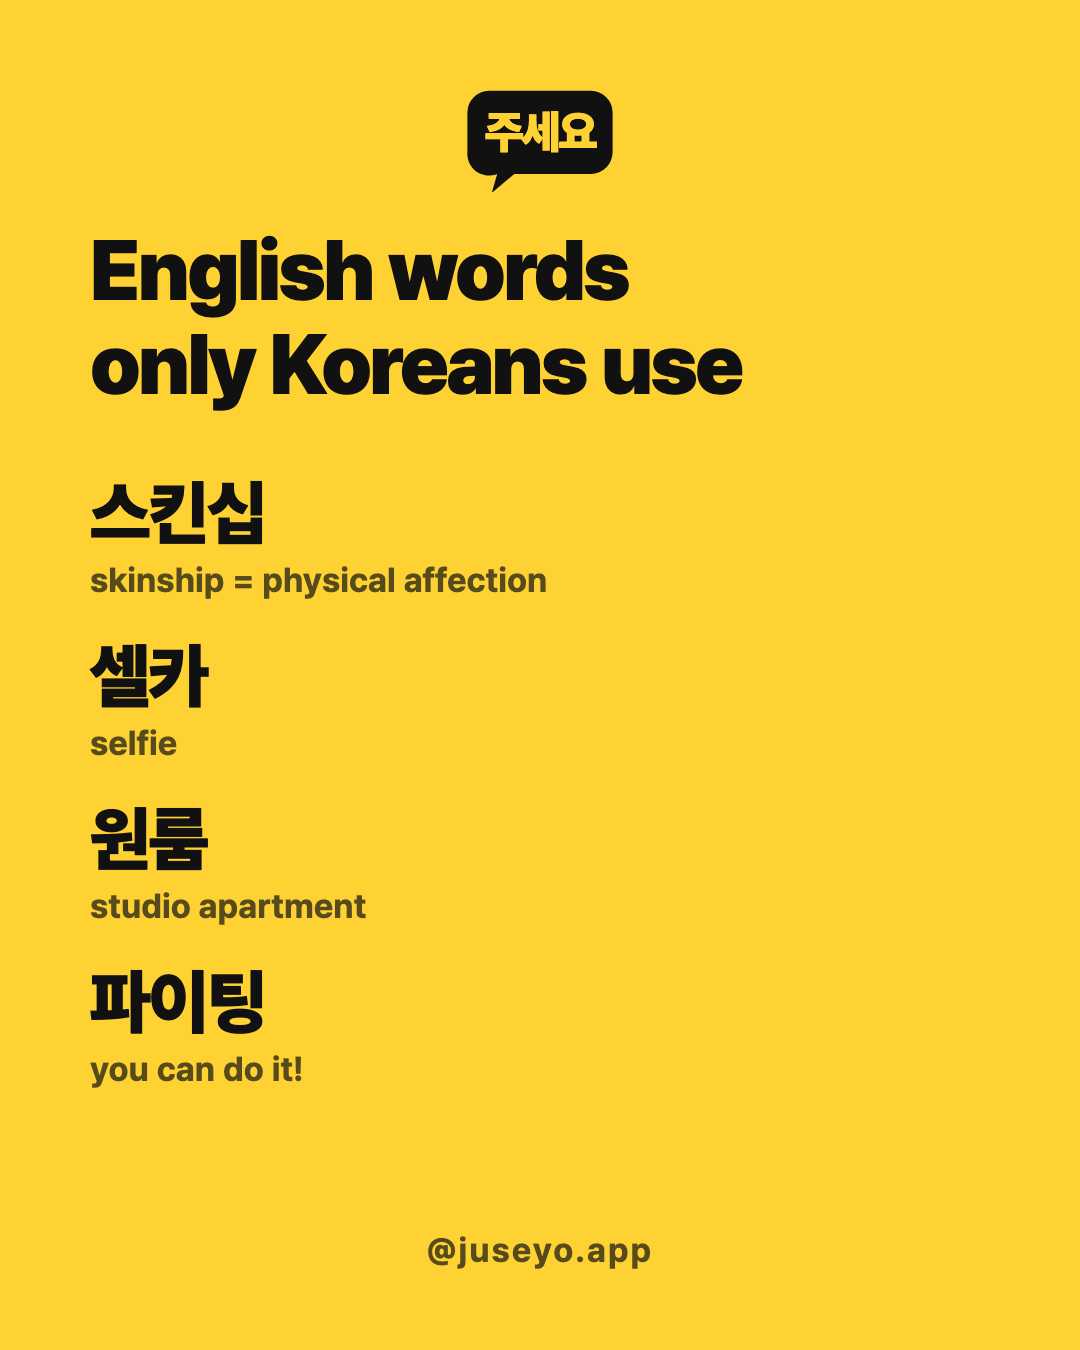 주세요
English words
only Koreans use
스킨십
skinship = physical affection
셀카
selfie
원룸
studio apartment
파이팅
you can do it!
@juseyo.app